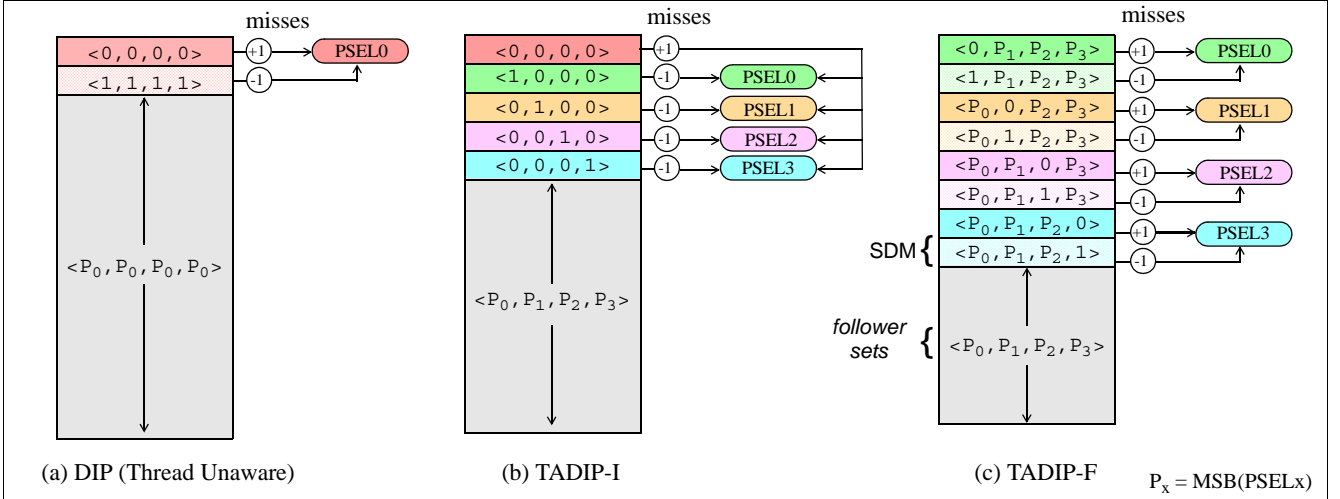 misses
<0,0,0,0> +1 PSEL0
<1,1,1,1> -1
<P0,P0,P0,P0>
(a) DIP (Thread Unaware)
misses
<0,0,0,0> +1
<1,0,0,0> -1 PSEL0
<0,1,0,0> -1 PSEL1
<0,0,1,0> -1 PSEL2
<0,0,0,1> -1 PSEL3
<P0,P1,P2,P3>
(b) TADIP-I
misses
<0,P1,P2,P3> +1 PSEL0
<1,P1,P2,P3> -1
<P0,0,P2,P3> +1 PSEL1
<P0,1,P2,P3> -1
<P0,P1,0,P3> +1 PSEL2
<P0,P1,1,P3> -1
<P0,P1,P2,0> +1 PSEL3
SDM {
<P0,P1,P2,1> -1
follower
sets {
<P0,P1,P2,P3>
(c) TADIP-F
Px = MSB(PSELx)